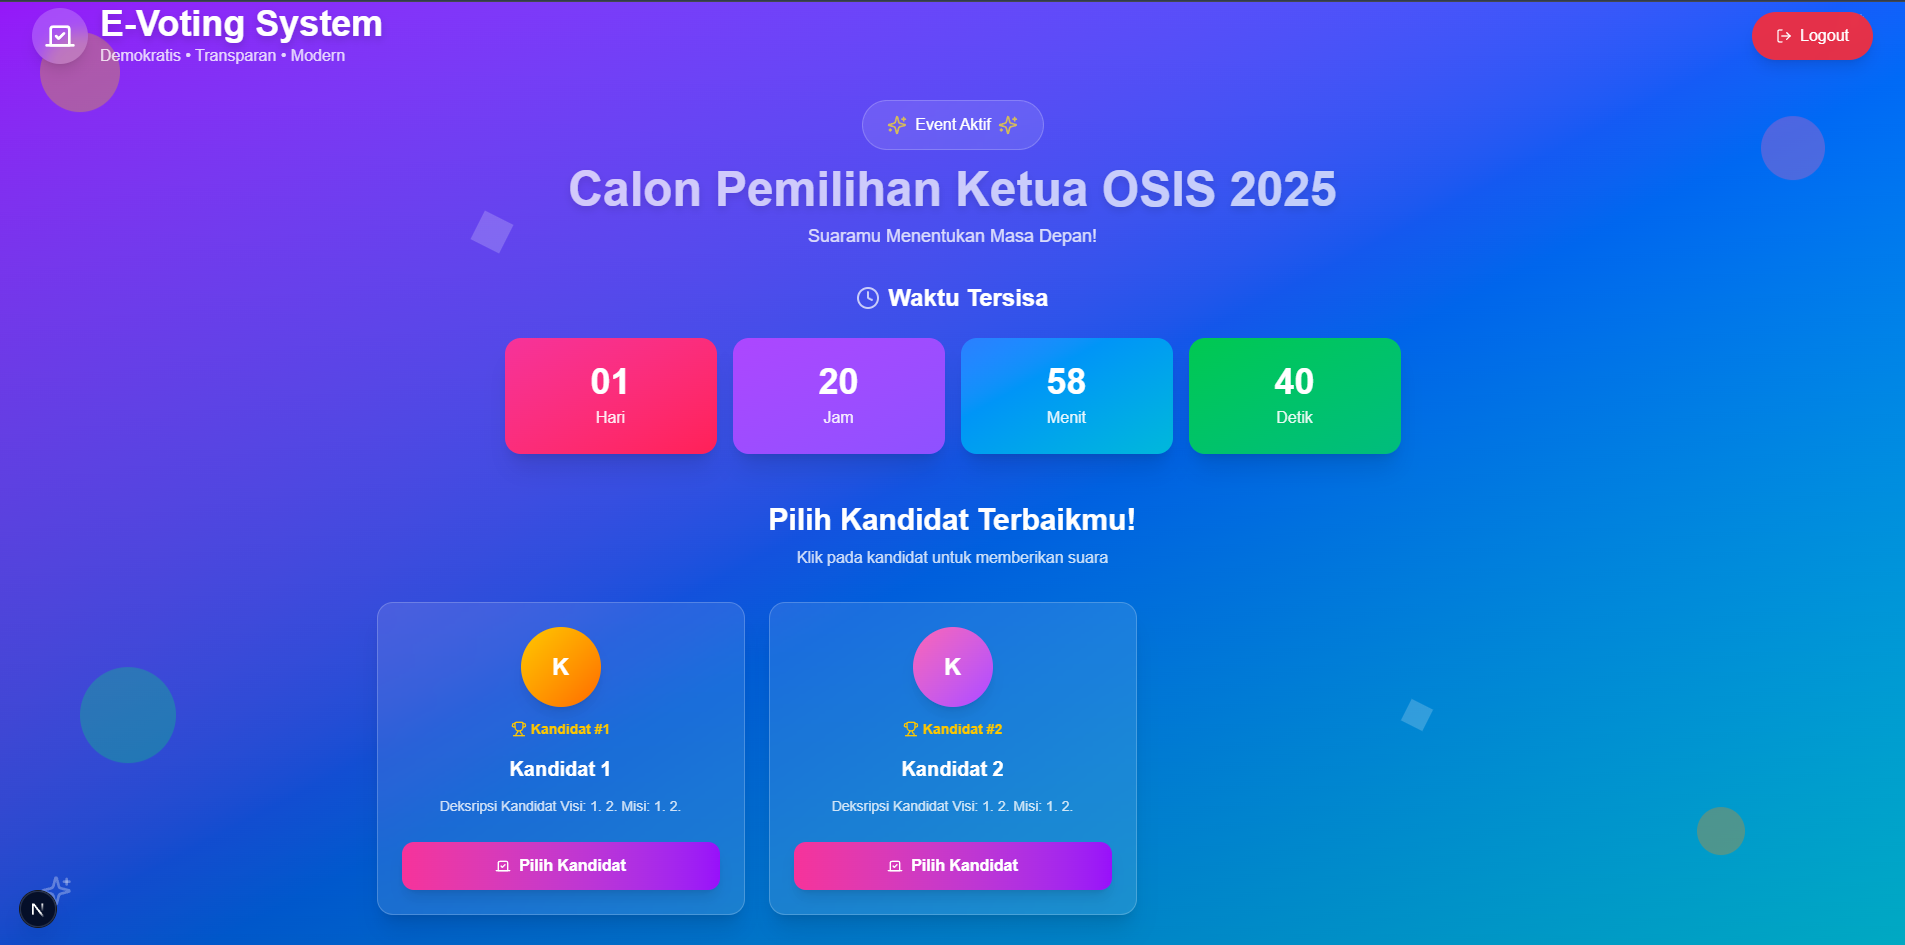 E-Voting System
Demokratis • Transparan • Modern
Logout
Event Aktif
Calon Pemilihan Ketua OSIS 2025
Suaramu Menentukan Masa Depan!
Waktu Tersisa
01
Hari
20
Jam
58
Menit
40
Detik
Pilih Kandidat Terbaikmu!
Klik pada kandidat untuk memberikan suara
K
Kandidat #1
Kandidat 1
Deksripsi Kandidat Visi: 1. 2. Misi: 1. 2.
Pilih Kandidat
K
Kandidat #2
Kandidat 2
Deksripsi Kandidat Visi: 1. 2. Misi: 1. 2.
Pilih Kandidat
N